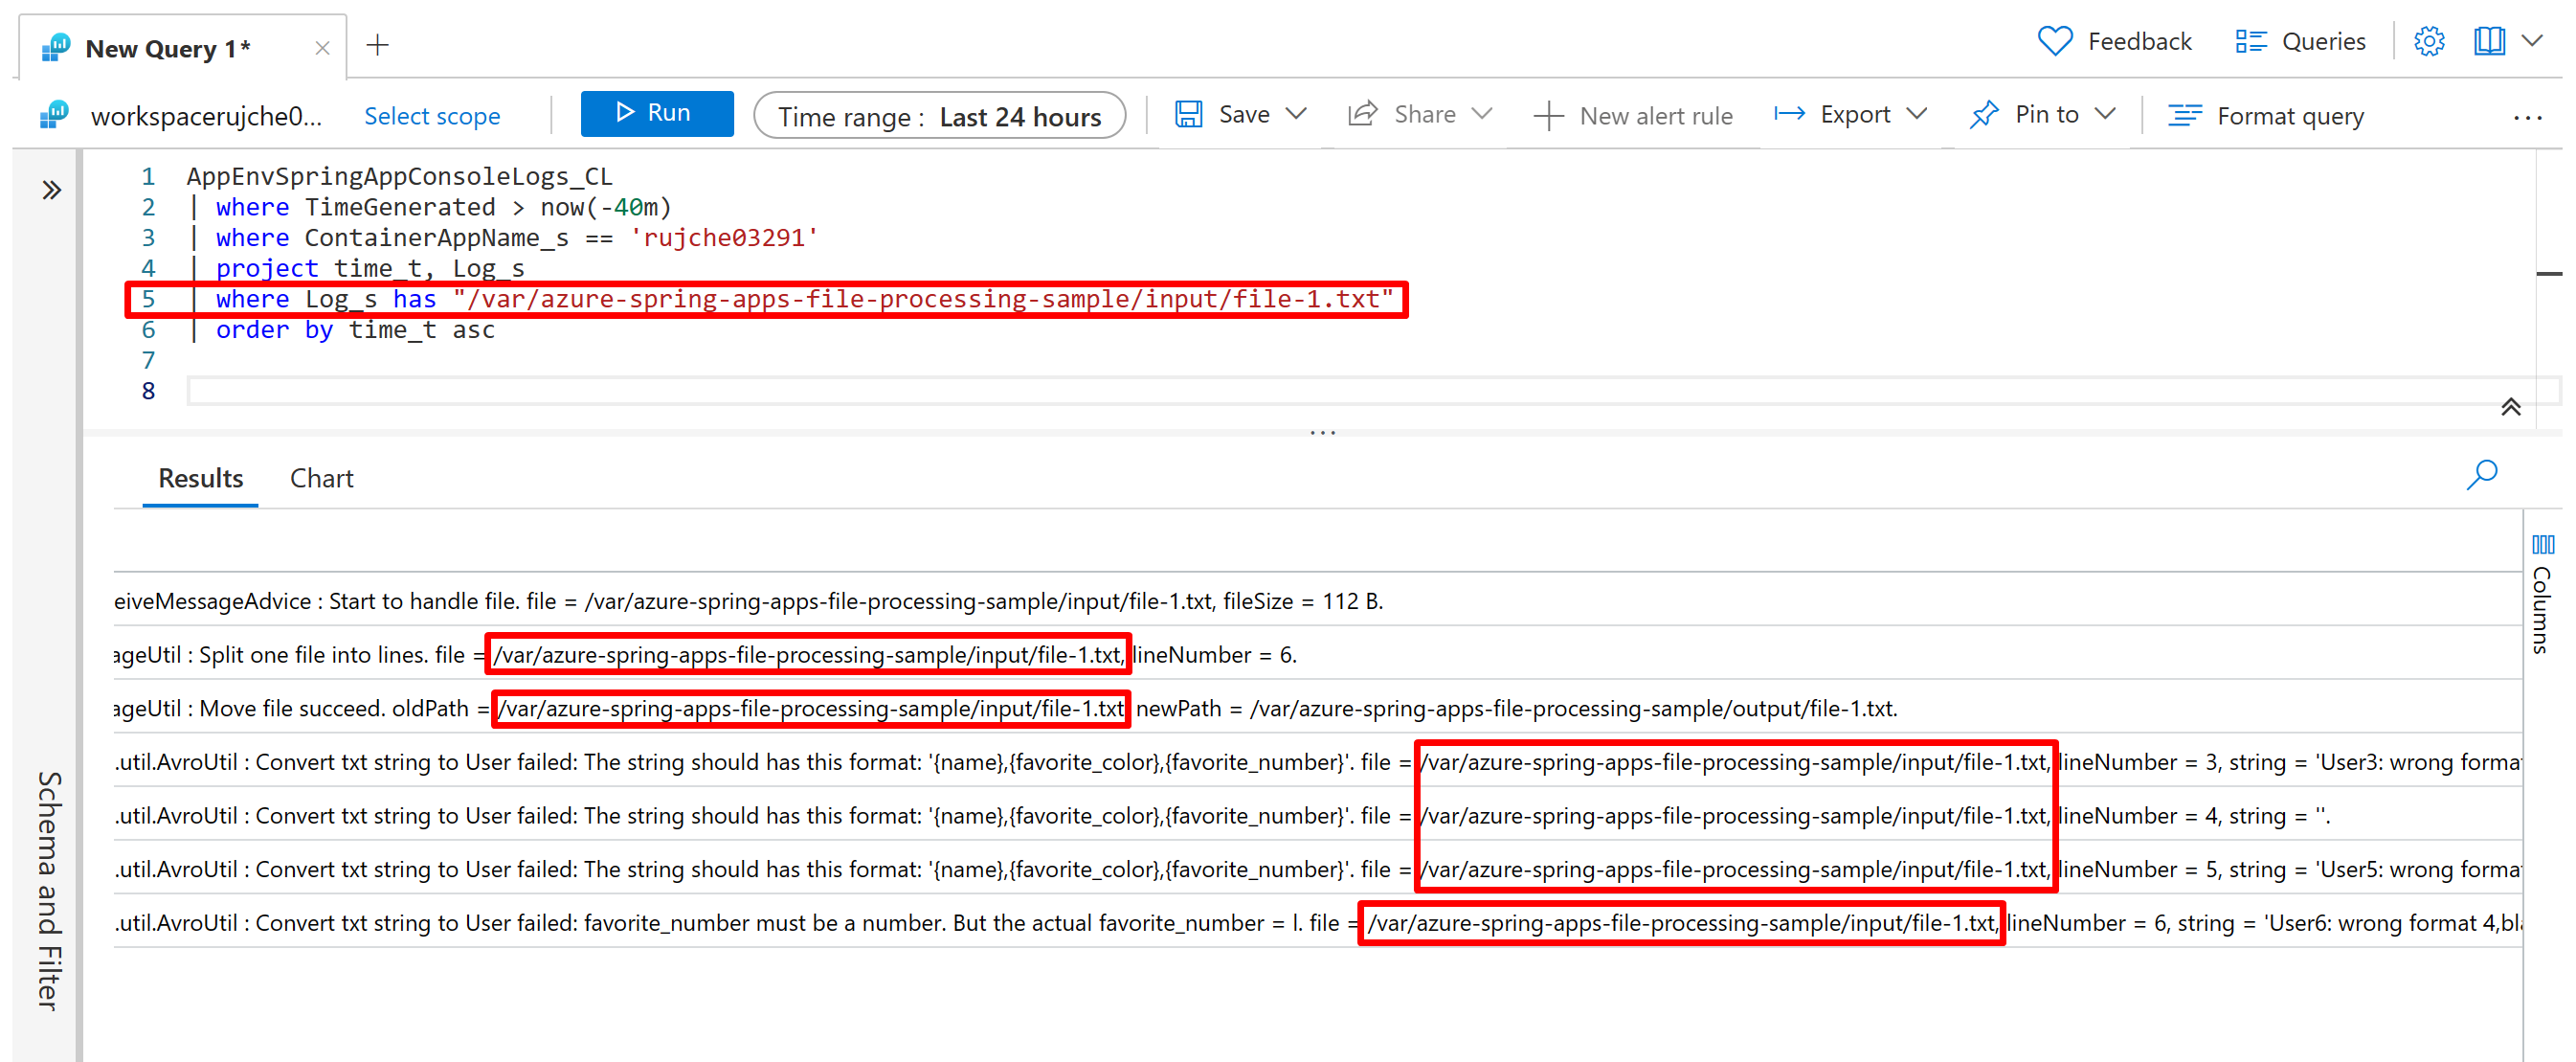 New Query 1*
Feedback
Queries
workspacerujche0...
Select scope
Run
Time range : Last 24 hours
Save
Share
New alert rule
Export
Pin to
Format query
...
1 AppEnvSpringAppConsoleLogs_CL
2 | where TimeGenerated > now(-40m)
3 | where ContainerAppName_s == 'rujche03291'
4 | project time_t, Log_s
5 | where Log_s has "/var/azure-spring-apps-file-processing-sample/input/file-1.txt"
6 | order by time_t asc
7
8
Results
Chart
Columns
Schema and Filter
eiveMessageAdvice : Start to handle file. file = /var/azure-spring-apps-file-processing-sample/input/file-1.txt, fileSize = 112 B.
ageUtil : Split one file into lines. file = /var/azure-spring-apps-file-processing-sample/input/file-1.txt, lineNumber = 6.
ageUtil : Move file succeed. oldPath = /var/azure-spring-apps-file-processing-sample/input/file-1.txt, newPath = /var/azure-spring-apps-file-processing-sample/output/file-1.txt.
.util.AvroUtil : Convert txt string to User failed: The string should has this format: '{name},{favorite_color},{favorite_number}'. file = /var/azure-spring-apps-file-processing-sample/input/file-1.txt, lineNumber = 3, string = 'User3: wrong forma
.util.AvroUtil : Convert txt string to User failed: The string should has this format: '{name},{favorite_color},{favorite_number}'. file = /var/azure-spring-apps-file-processing-sample/input/file-1.txt, lineNumber = 4, string = ''.
.util.AvroUtil : Convert txt string to User failed: The string should has this format: '{name},{favorite_color},{favorite_number}'. file = /var/azure-spring-apps-file-processing-sample/input/file-1.txt, lineNumber = 5, string = 'User5: wrong forma
.util.AvroUtil : Convert txt string to User failed: favorite_number must be a number. But the actual favorite_number = l. file = /var/azure-spring-apps-file-processing-sample/input/file-1.txt, lineNumber = 6, string = 'User6: wrong format 4,bla